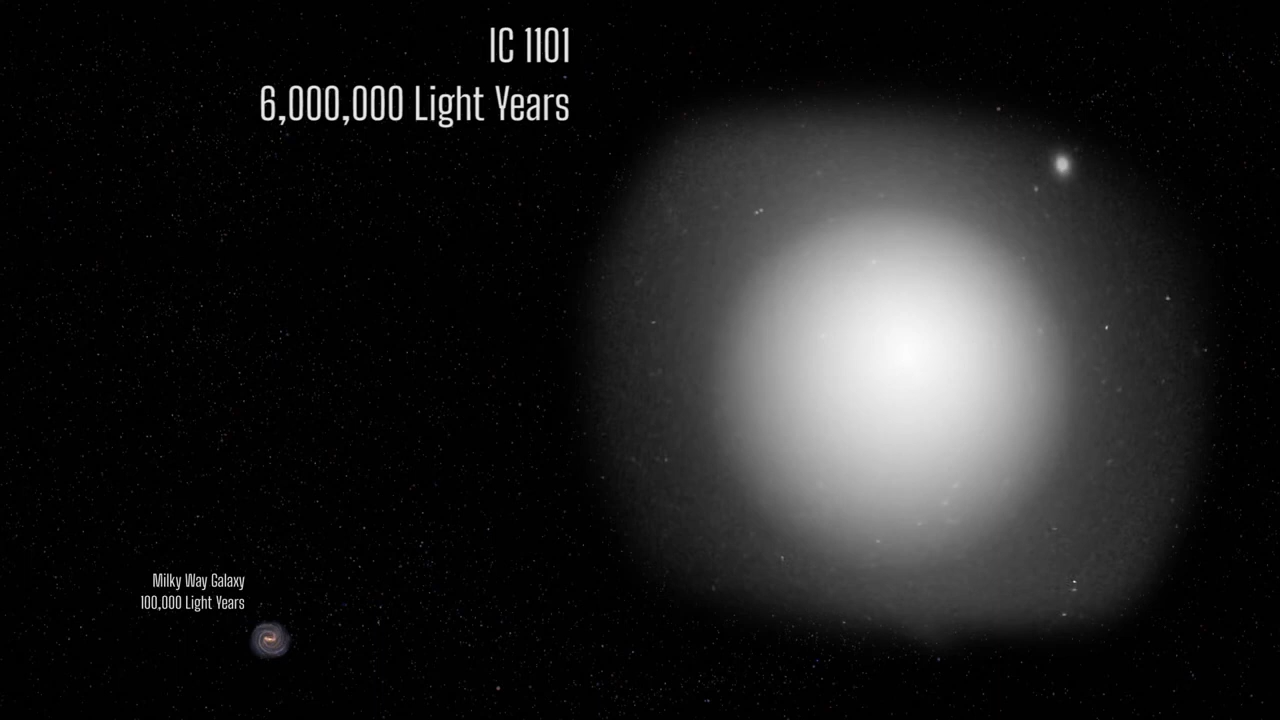 IC 1101
6,000,000 Light Years
Milky Way Galaxy
100,000 Light Years